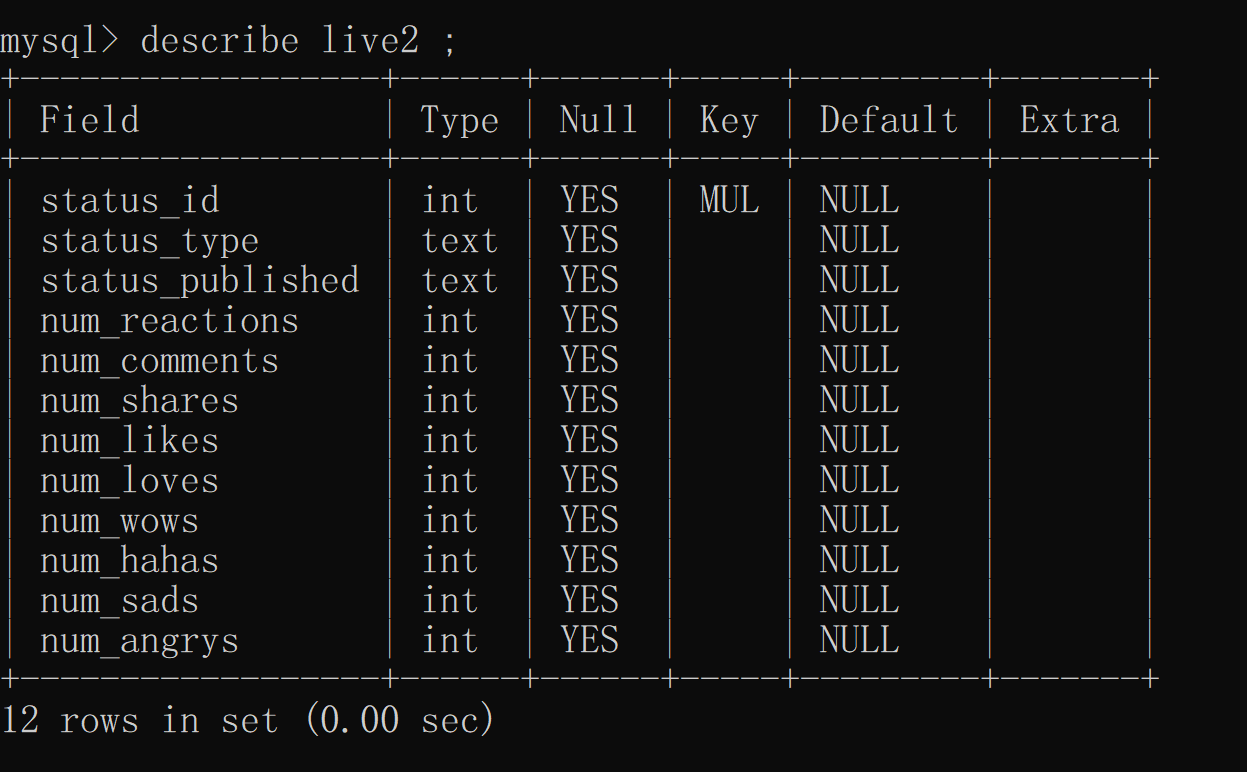 mysql> describe live2 ;
+------------------+------+------+-----+---------+-------+
| Field            | Type | Null | Key | Default | Extra |
+------------------+------+------+-----+---------+-------+
| status_id        | int  | YES  | MUL | NULL    |       |
| status_type      | text | YES  |     | NULL    |       |
| status_published | text | YES  |     | NULL    |       |
| num_reactions    | int  | YES  |     | NULL    |       |
| num_comments     | int  | YES  |     | NULL    |       |
| num_shares       | int  | YES  |     | NULL    |       |
| num_likes        | int  | YES  |     | NULL    |       |
| num_loves        | int  | YES  |     | NULL    |       |
| num_wows         | int  | YES  |     | NULL    |       |
| num_hahas        | int  | YES  |     | NULL    |       |
| num_sads         | int  | YES  |     | NULL    |       |
| num_angrys       | int  | YES  |     | NULL    |       |
+------------------+------+------+-----+---------+-------+
12 rows in set (0.00 sec)